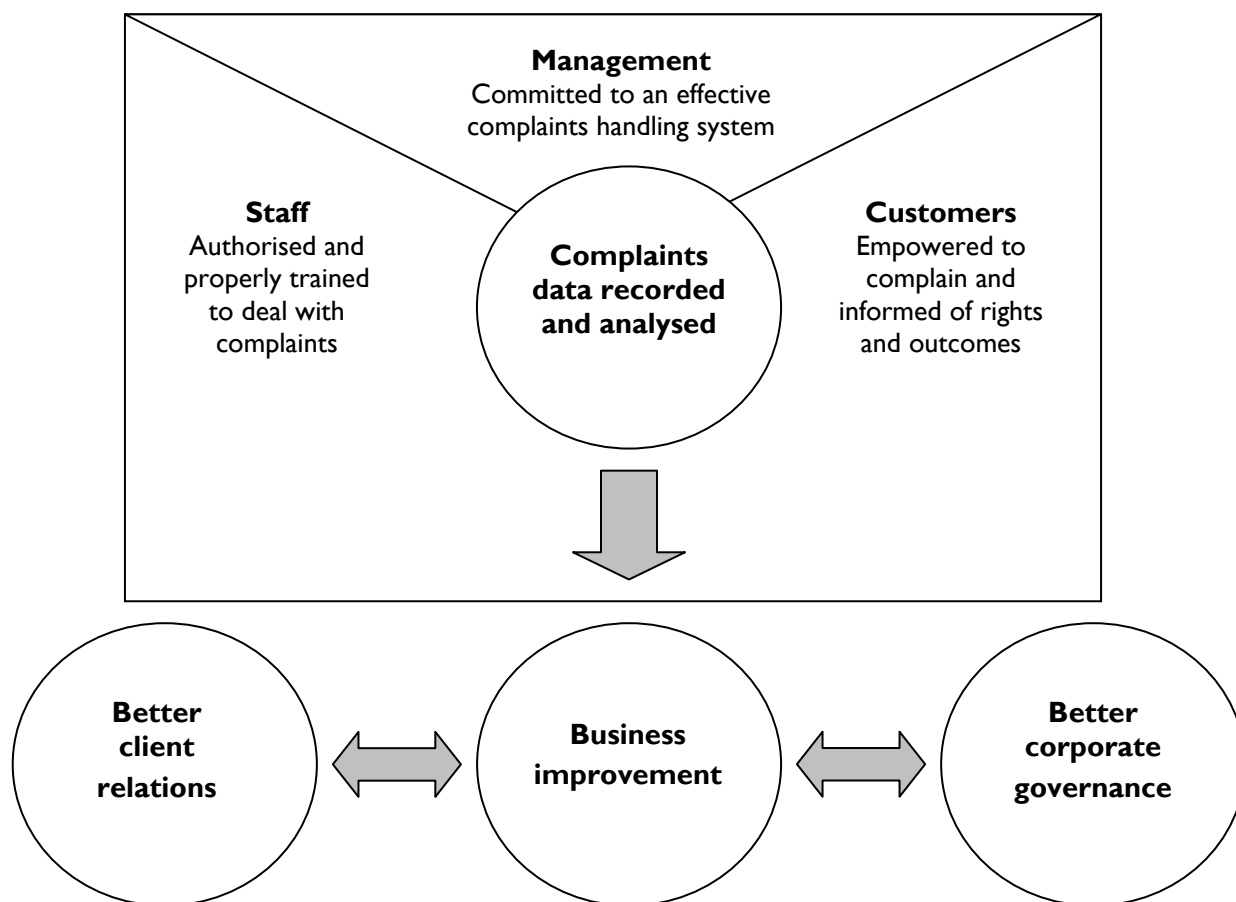 Management
Committed to an effective
complaints handling system
Staff
Authorised and
properly trained
to deal with
complaints
Complaints
data recorded
and analysed
Customers
Empowered to
complain and
informed of rights
and outcomes
Better
client
relations
Business
improvement
Better
corporate
governance